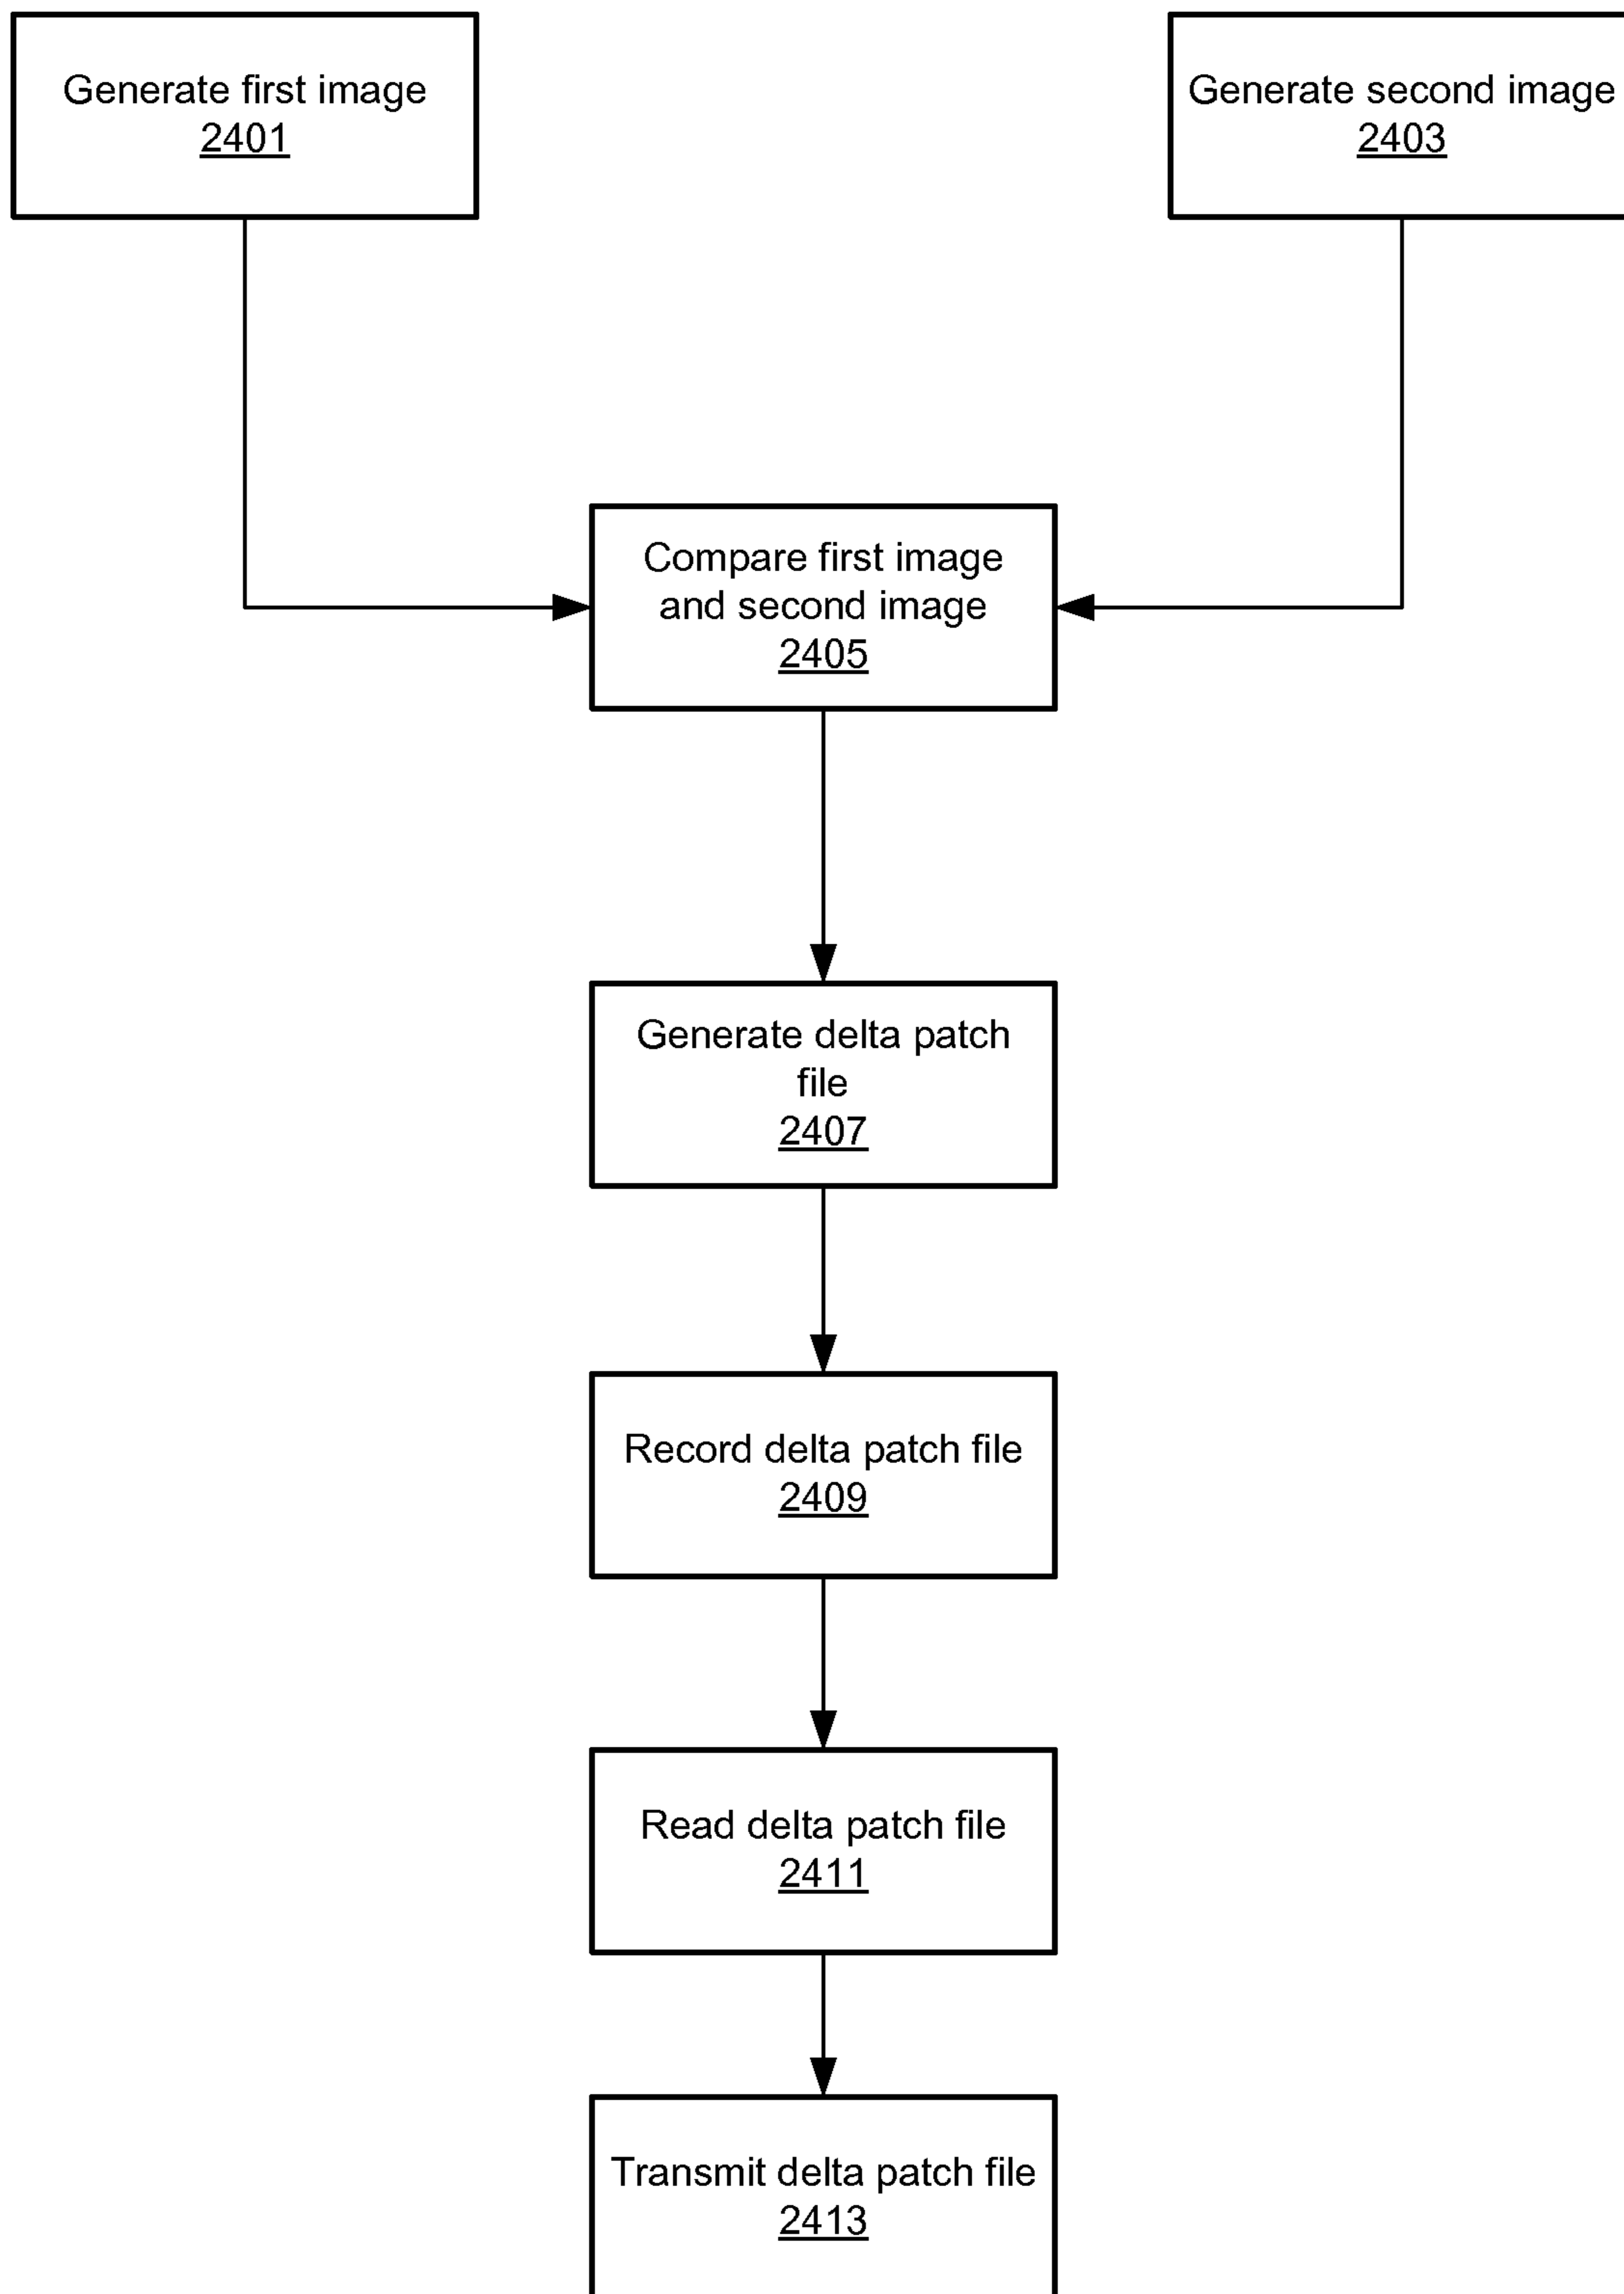 Generate first image
2401
Generate second image
2403
Compare first image
and second image
2405
Generate delta patch
file
2407
Record delta patch file
2409
Read delta patch file
2411
Transmit delta patch file
2413